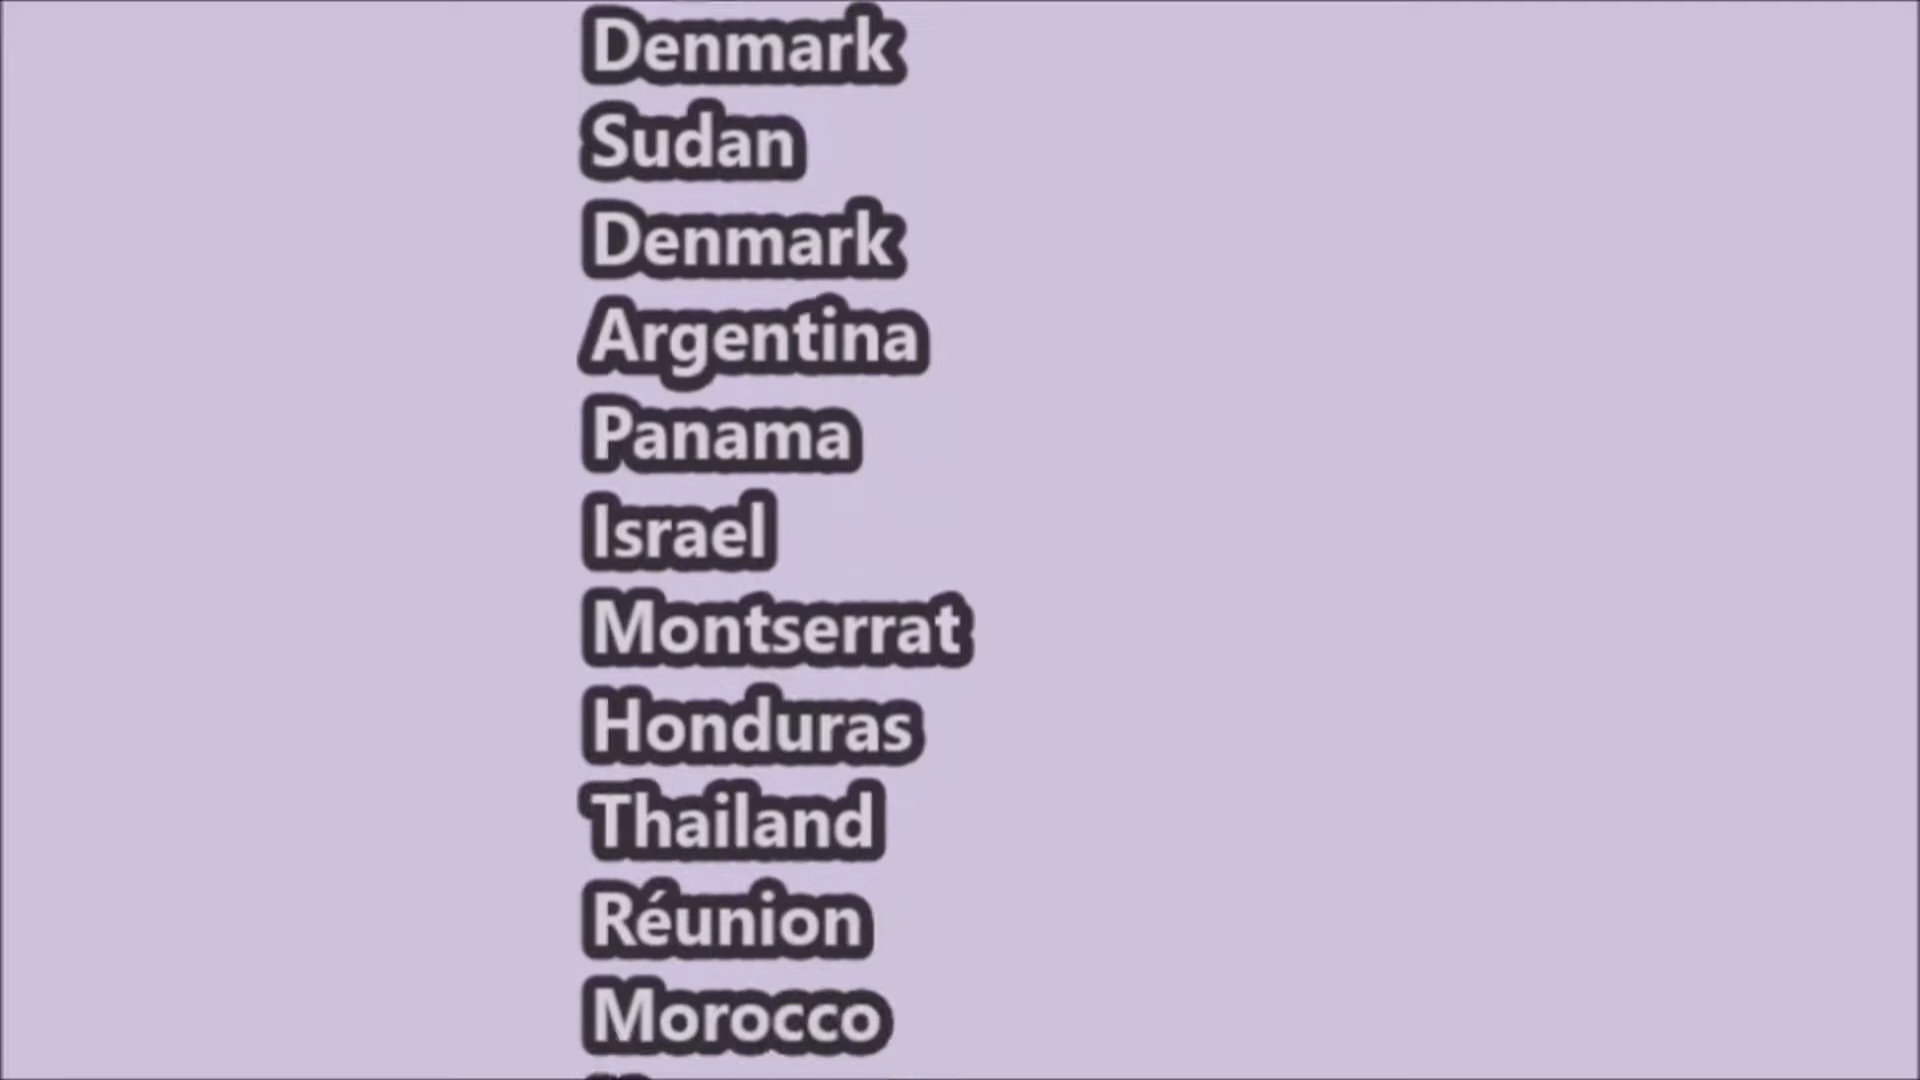 Denmark
Sudan
Denmark
Argentina
Panama
Israel
Montserrat
Honduras
Thailand
Réunion
Morocco